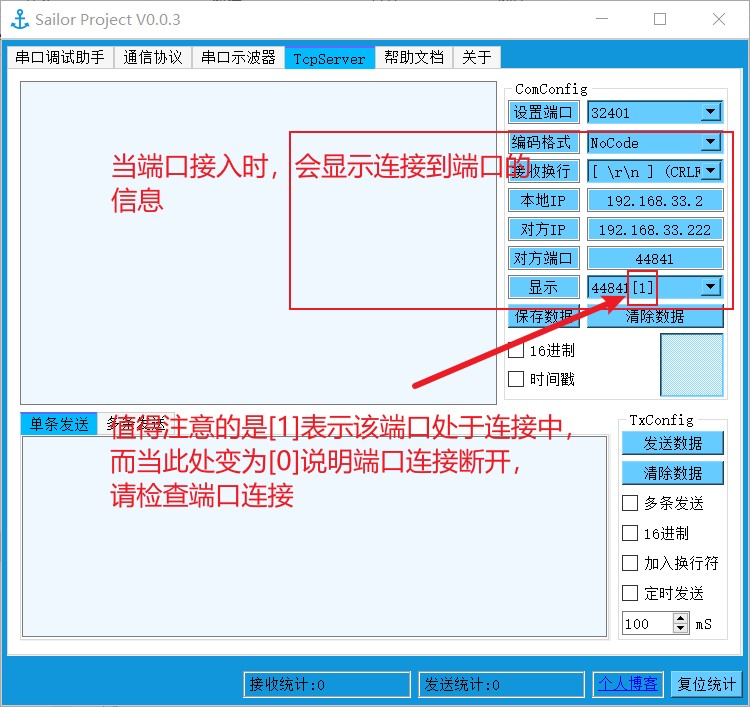 Sailor Project V0.0.3
串口调试助手 通信协议 串口示波器 TcpServer 帮助文档 关于
当端口接入时，会显示连接到端口的
信息
ComConfig
设置端口 32401
编码格式 NoCode
接收换行 [ \r\n ] (CRLF
本地IP 192.168.33.2
对方IP 192.168.33.222
对方端口 44841
显示 44841[1]
保存数据 清除数据
16进制
时间戳
单条发送 多条发送
值得注意的是[1]表示该端口处于连接中，
而当此处变为[0]说明端口连接断开，
请检查端口连接
TxConfig
发送数据
清除数据
多条发送
16进制
加入换行符
定时发送
100 mS
接收统计:0 发送统计:0 个人博客 复位统计